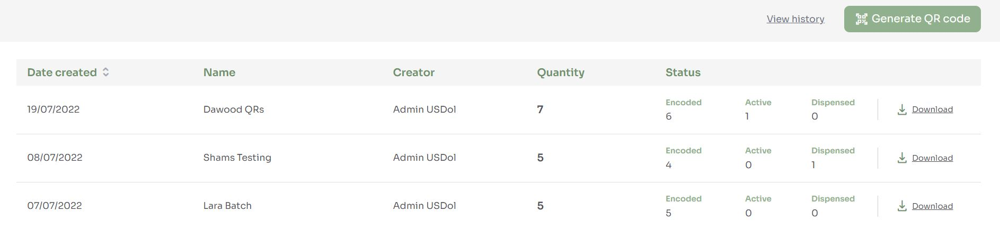 View history
Generate QR code
Date created Name Creator Quantity Status
Encoded Active Dispensed
19/07/2022 Dawood QRs Admin USDol 7 Download
6 1 0
Encoded Active Dispensed
08/07/2022 Shams Testing Admin USDol 5 Download
4 0 1
Encoded Active Dispensed
07/07/2022 Lara Batch Admin USDol 5 Download
5 0 0